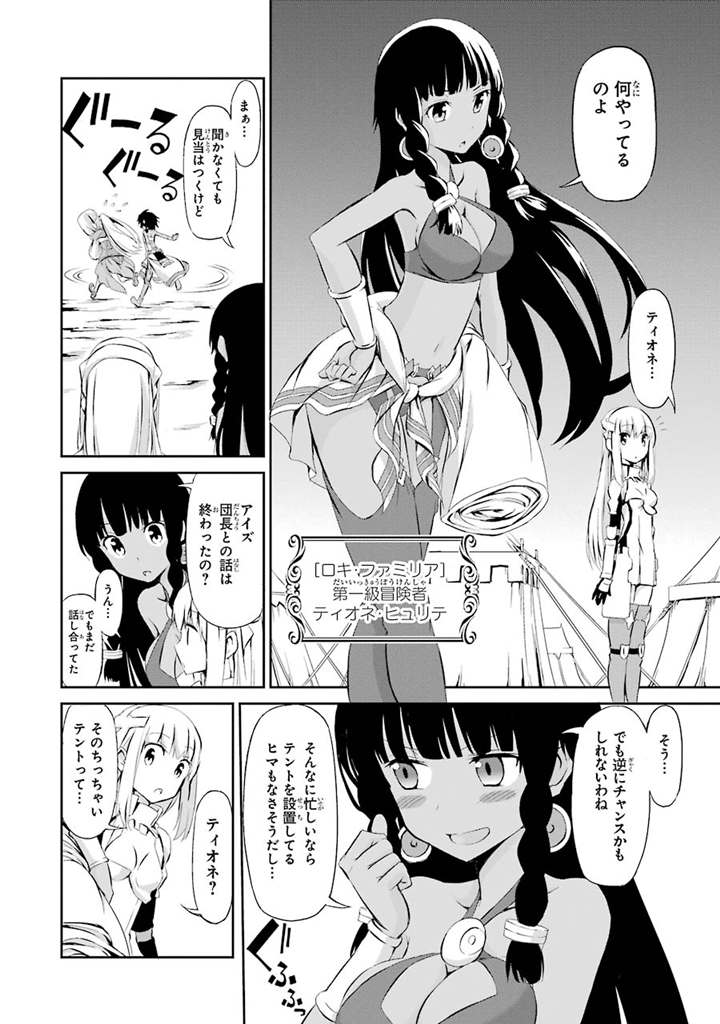 何やってる
のよ
ティオネ…
[ロキ・ファミリア]
第一級冒険者
ティオネ・ヒュリテ
まぁ…
聞かなくても
見当はつくけど
ぐーる
ぐーる
アイズ
団長との話は
終わったの?
うん…
でもまだ
話し合ってた
そう…
でも逆にチャンスかも
しれないわね
そんなに忙しいなら
テントを設置してる
ヒマもなさそうだし…
ぐふふふっ
ティオネ?
そのちっちゃい
テントって…